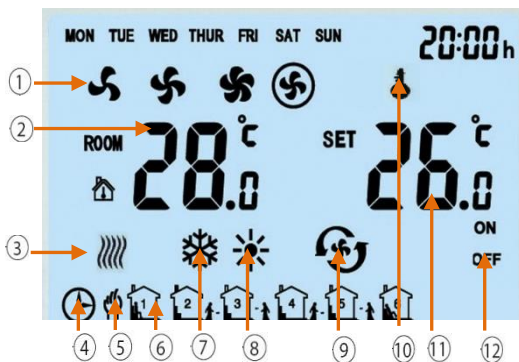 MON TUE WED THUR FRI SAT SUN 20:00 h
①
② ROOM 28.0 °C SET 26.0 °C
③ ON
OFF
1 2 3 4 5 6
④ ⑤ ⑥ ⑦ ⑧ ⑨ ⑩ ⑪ ⑫